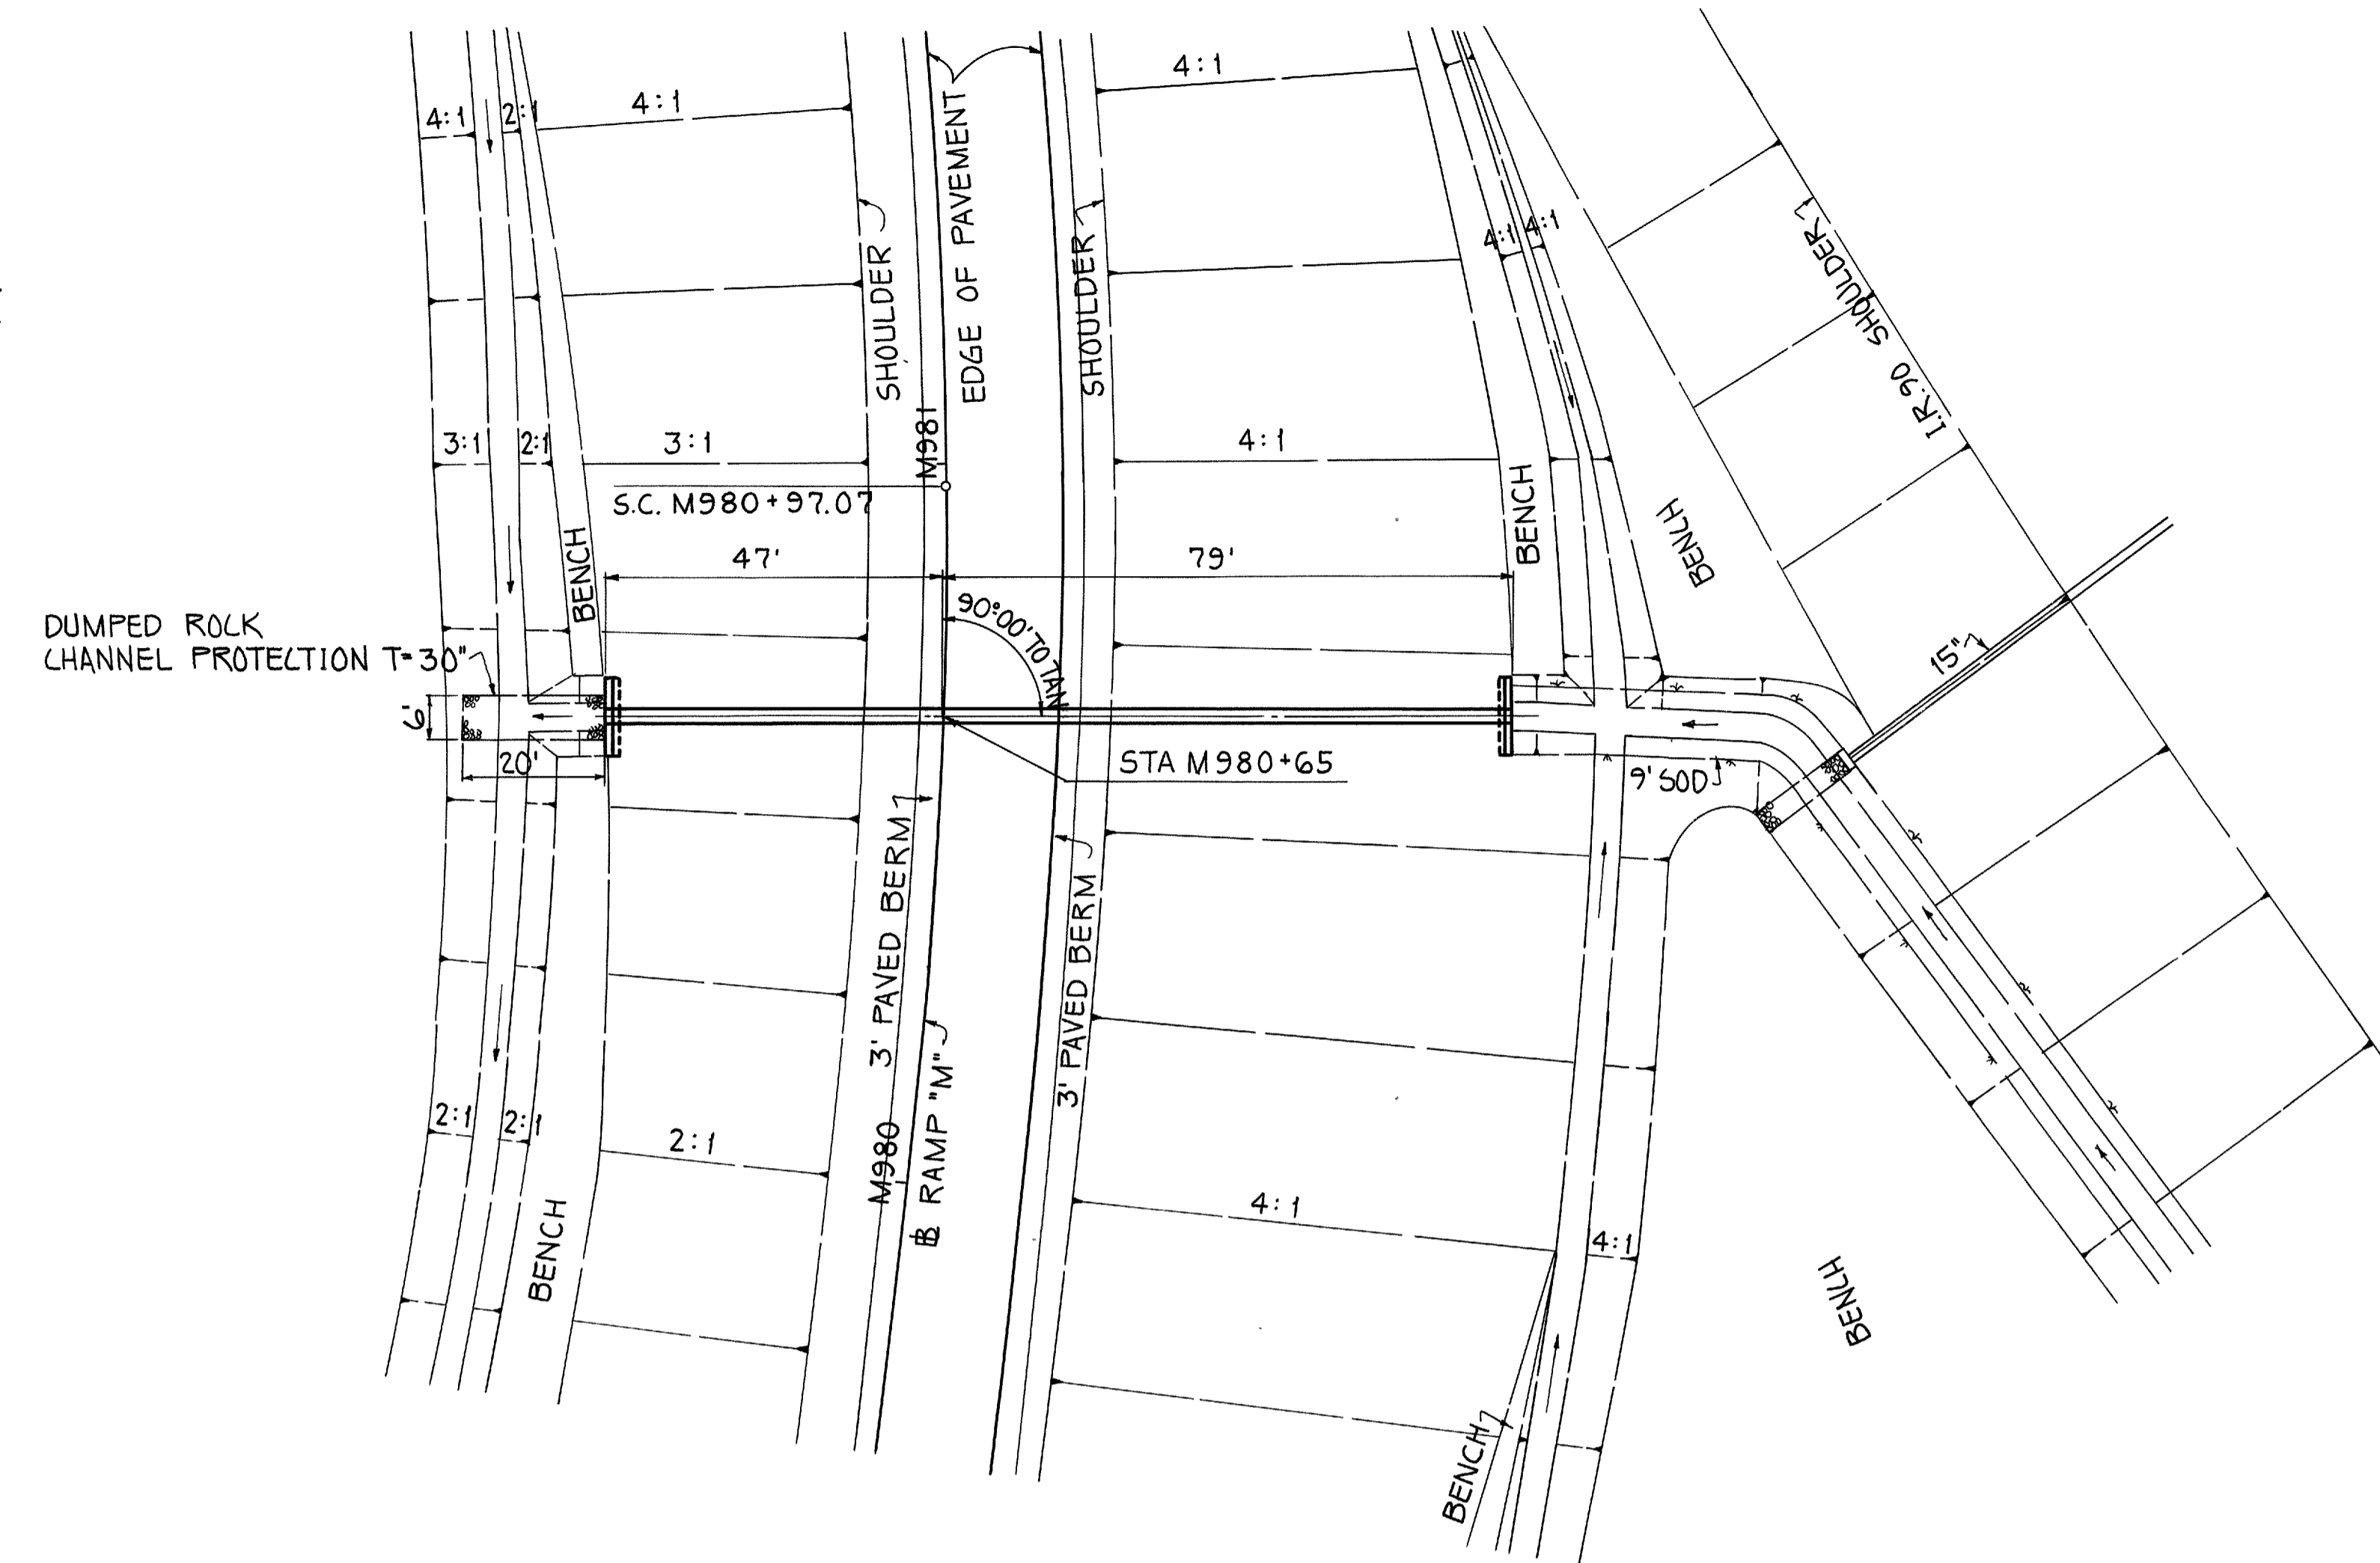 4:1
4:1
2:1
4:1
EDGE OF PAVEMENT
SHOULDER
SHOULDER
4:1
4:1
I.R. 90 SHOULDER
3:1
2:1
3:1
M981
4:1
S.C. M980+97.07
BENCH
BENCH
BENCH
47'
79'
90°00'LOTAN
DUMPED ROCK
CHANNEL PROTECTION T=30"
15"
6'
20'
STA M980+65
9' SOD
M980 3' PAVED BERM
3' PAVED BERM
B RAMP "M"
2:1
2:1
2:1
4:1
4:1
BENCH
BENCH
BENCH